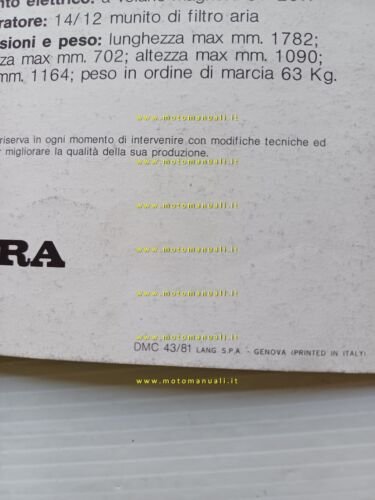 elettrico: a volano
ratore: 14/12 munito di filtro aria
sioni e peso: lunghezza max mm. 1782;
za max mm. 702; altezza max mm. 1090;
mm. 1164; peso in ordine di marcia 63 Kg.
www.motomanuali.it
riserva in ogni momento di intervenire con modifiche tecniche ed
migliorare la qualità della sua produzione.
www.motomanuali.it
www.motomanuali.it
www.motomanuali.it
RA
www.motomanuali.it
www.motomanuali.it
DMC 43/81 LANG S.P.A. - GENOVA (PRINTED IN ITALY)
www.motomanuali.it